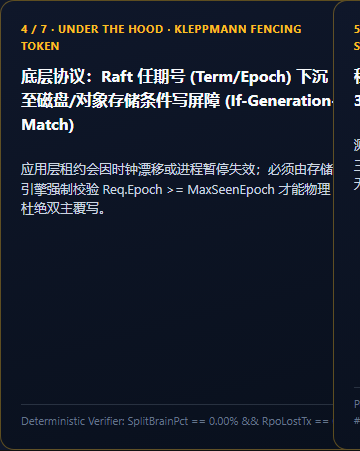 4 / 7 · UNDER THE HOOD · KLEPPMANN FENCING
TOKEN
底层协议：Raft 任期号 (Term/Epoch) 下沉
至磁盘/对象存储条件写屏障 (If-Generation-
Match)
应用层租约会因时钟漂移或进程暂停失效；必须由存储
引擎强制校验 Req.Epoch >= MaxSeenEpoch 才能物理
杜绝双主覆写。
Deterministic Verifier: SplitBrainPct == 0.00% && RpoLostTx ==
5
3